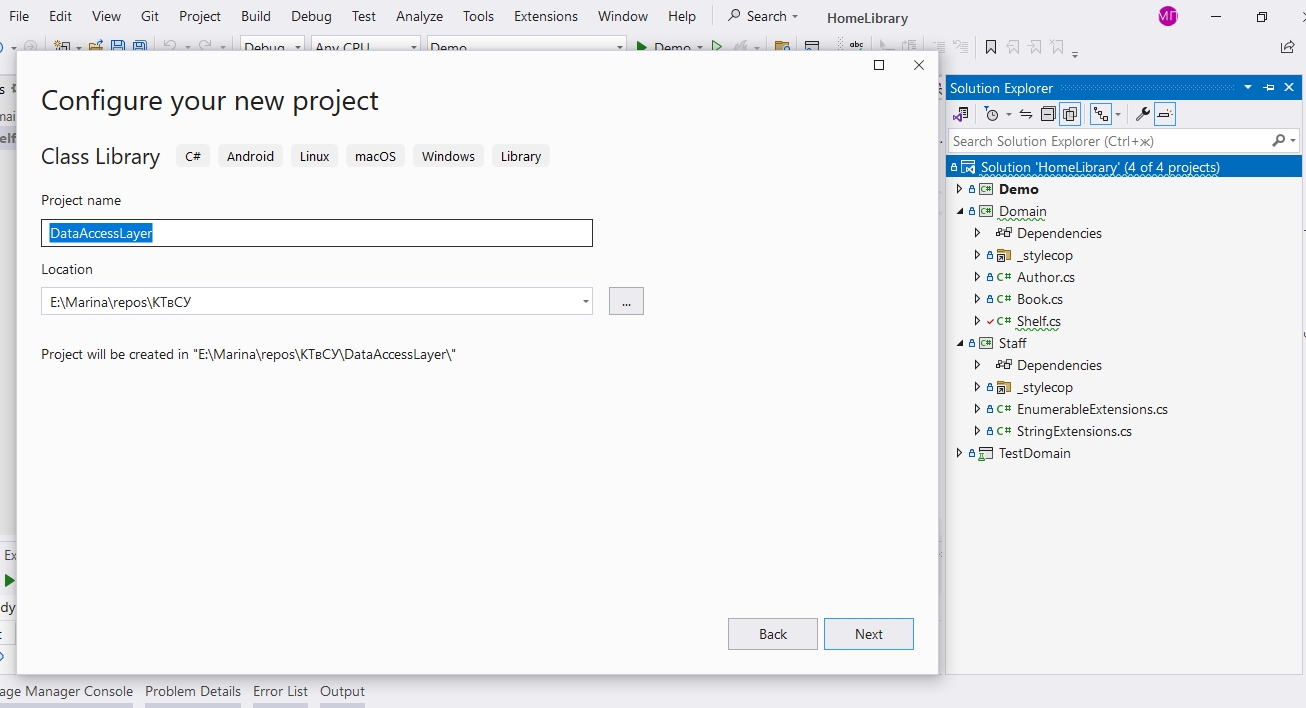 File Edit View Git Project Build Debug Test Analyze Tools Extensions Window Help Search HomeLibrary МП
Debug Any CPU Demo Demo
Configure your new project
Class Library C# Android Linux macOS Windows Library
Project name
DataAccessLayer
Location
E:\Marina\repos\КТвСУ
...
Project will be created in "E:\Marina\repos\КТвСУ\DataAccessLayer\"
Back Next
Solution Explorer
Search Solution Explorer (Ctrl+ж)
Solution 'HomeLibrary' (4 of 4 projects)
Demo
C# Domain
Dependencies
_stylecop
C# Author.cs
C# Book.cs
C# Shelf.cs
C# Staff
Dependencies
_stylecop
C# EnumerableExtensions.cs
C# StringExtensions.cs
TestDomain
age Manager Console Problem Details Error List Output